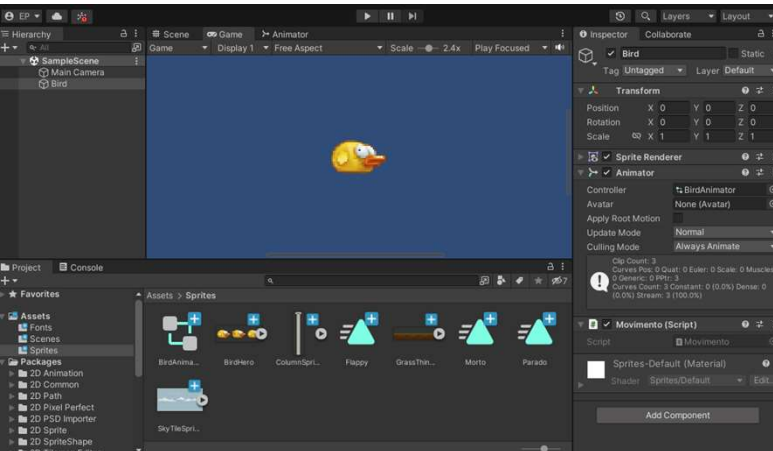 EP
Layers
Layout
Hierarchy
Scene
Game
Animator
Inspector
Collaborate
All
Game
Display 1
Free Aspect
Scale
2.4x
Play Focused
SampleScene
Main Camera
Bird
Bird
Static
Tag Untagged
Layer Default
Transform
Position X 0 Y 0 Z 0
Rotation X 0 Y 0 Z 0
Scale X 1 Y 1 Z 1
Sprite Renderer
Animator
Controller BirdAnimator
Avatar None (Avatar)
Apply Root Motion
Update Mode Normal
Culling Mode Always Animate
Clip Count: 3
Curves Pos: 0 Quat: 0 Euler: 0 Scale: 0 Muscles
0 Generic: 0 PPtr: 3
Curves Count: 3 Constant: 0 (0.0%) Dense: 0
(0.0%) Stream: 3 (100.0%)
Movimento (Script)
Script Movimento
Sprites-Default (Material)
Shader Sprites/Default Edit...
Add Component
Project
Console
7
Favorites
Assets
Fonts
Scenes
Sprites
Packages
2D Animation
2D Common
2D Path
2D Pixel Perfect
2D PSD Importer
2D Sprite
2D SpriteShape
Assets > Sprites
BirdAnima...
BirdHero
ColumnSpri...
Flappy
GrassThin...
Morto
Parado
SkyTileSpri...